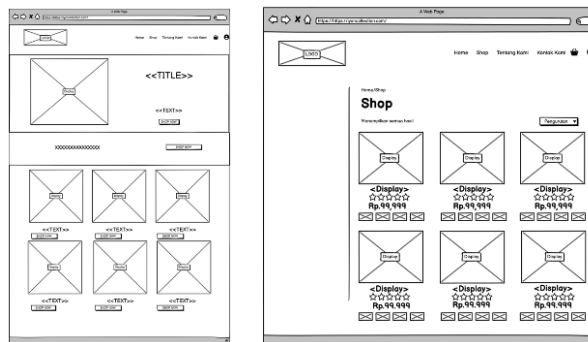 A Web Page
LOGO
Home Shop Tentang Kami Kontak Kami
<<TITLE>>
<<TEXT>>
SHOP NOW
XXXXXXXXXXXXXXX
SHOP NOW
<<TEXT>> <<TEXT>> <<TEXT>>
SHOP NOW SHOP NOW SHOP NOW
<<TEXT>> <<TEXT>> <<TEXT>>
SHOP NOW SHOP NOW SHOP NOW
A Web Page
LOGO
Home Shop Tentang Kami Kontak Kami
Home/Shop
Shop
Menampilkan semua hasil
Pengurutan
Display Display Display
<Display> <Display> <Display>
Rp.99,999 Rp.99,999 Rp.99,999
Display Display Display
<Display> <Display> <Display>
Rp.99,999 Rp.99,999 Rp.99,999